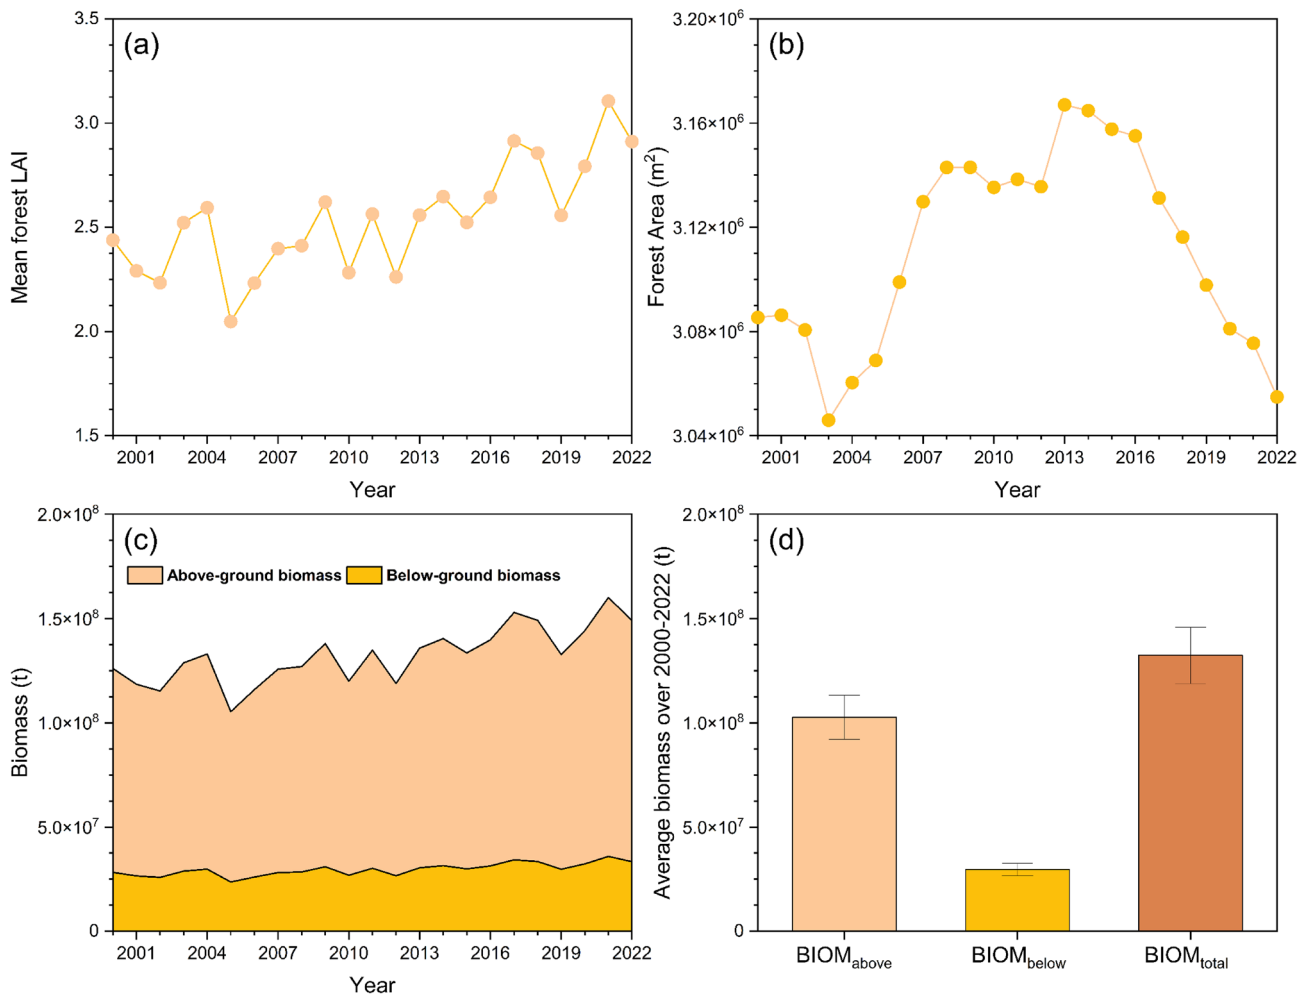 (a)
3.5
3.0
2.5
2.0
1.5
Mean forest LAI
2001 2004 2007 2010 2013 2016 2019 2022
Year
(b)
3.20×10⁶
3.16×10⁶
3.12×10⁶
3.08×10⁶
3.04×10⁶
Forest Area (m²)
2001 2004 2007 2010 2013 2016 2019 2022
Year
(c)
Above-ground biomass Below-ground biomass
2.0×10⁸
1.5×10⁸
1.0×10⁸
5.0×10⁷
0
Biomass (t)
2001 2004 2007 2010 2013 2016 2019 2022
Year
(d)
2.0×10⁸
1.5×10⁸
1.0×10⁸
5.0×10⁷
0
Average biomass over 2000-2022 (t)
BIOMabove BIOMbelow BIOMtotal